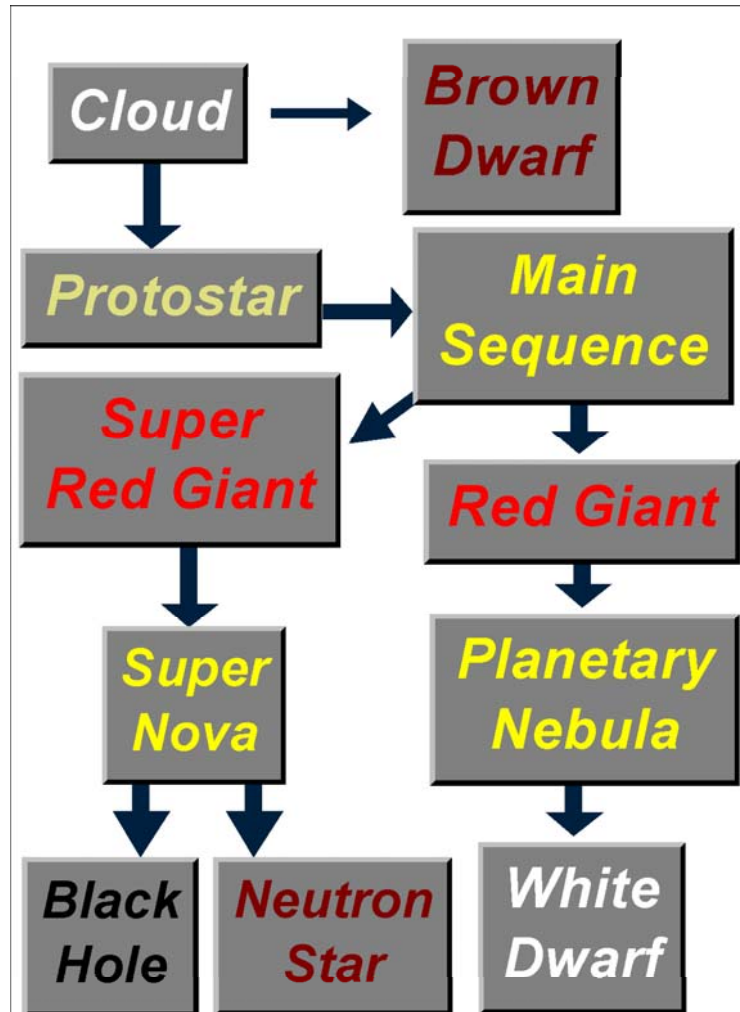 Cloud
Brown
Dwarf
Protostar
Main
Sequence
Super
Red Giant
Red Giant
Super
Nova
Planetary
Nebula
Black
Hole
Neutron
Star
White
Dwarf